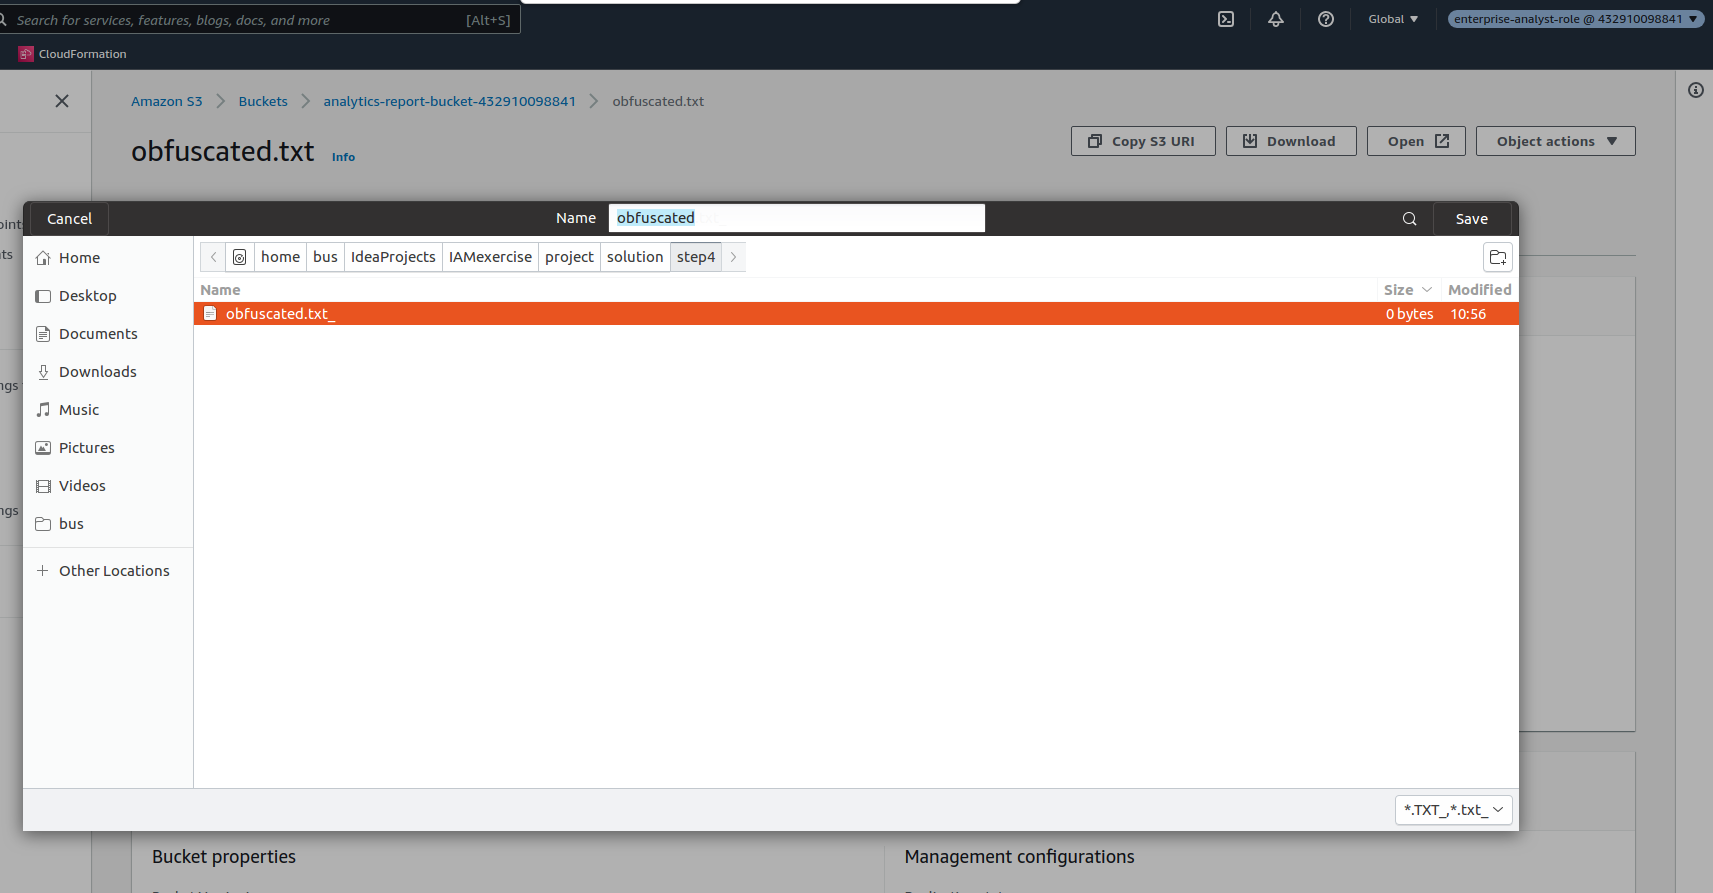 Search for services, features, blogs, docs, and more [Alt+S]
Global
enterprise-analyst-role @ 432910098841
CloudFormation
Amazon S3 Buckets analytics-report-bucket-432910098841 obfuscated.txt
obfuscated.txt Info
Copy S3 URI Download Open Object actions
Cancel Name obfuscated Save
Home
home bus IdeaProjects IAMexercise project solution step4
Name Size Modified
obfuscated.txt_ 0 bytes 10:56
Desktop
Documents
Downloads
Music
Pictures
Videos
bus
Other Locations
*.TXT_,*.txt_
Bucket properties
Management configurations